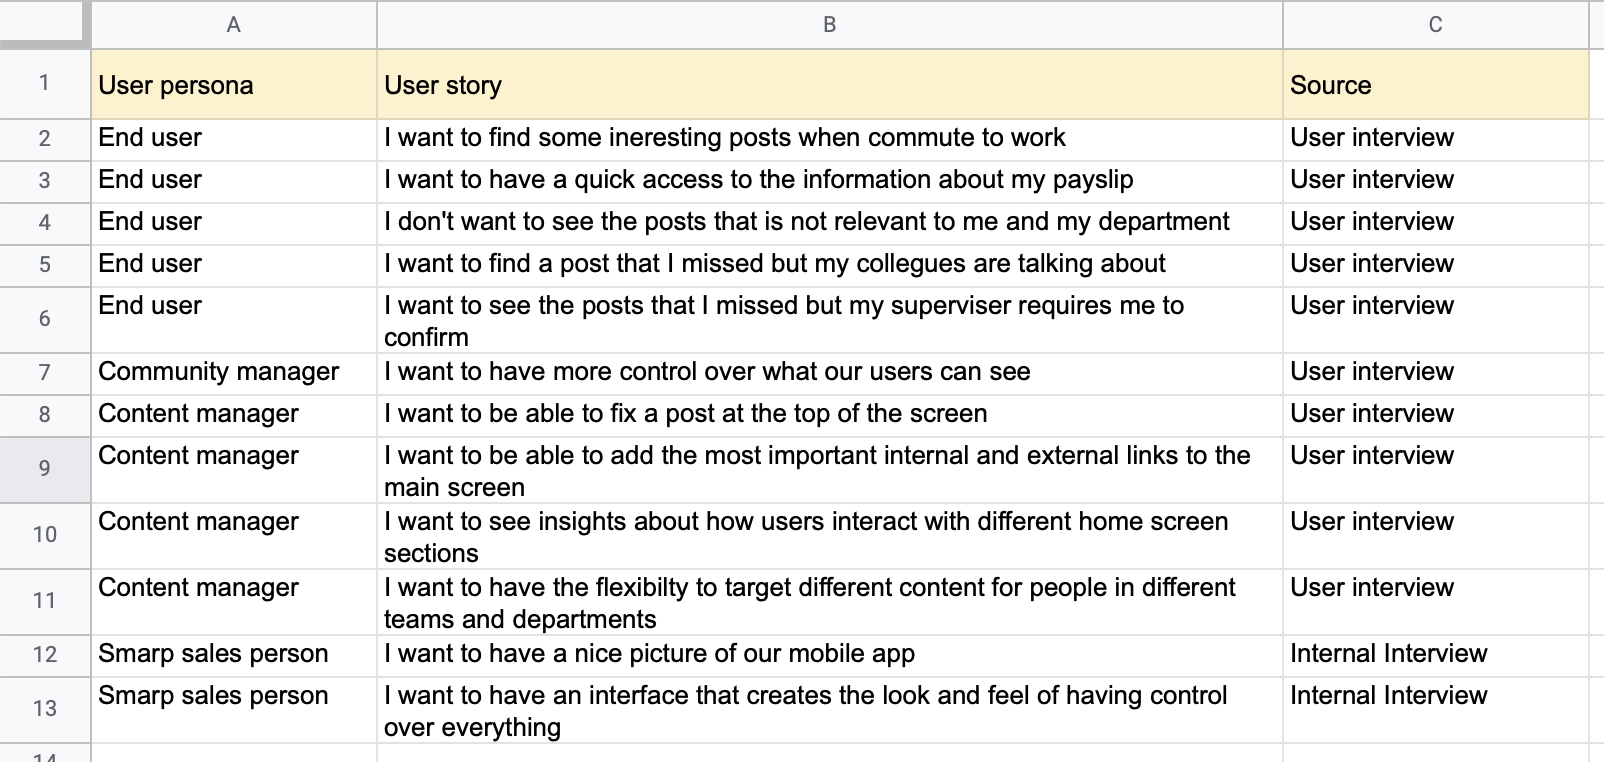 A B C
1 User persona User story Source
2 End user I want to find some ineresting posts when commute to work User interview
3 End user I want to have a quick access to the information about my payslip User interview
4 End user I don't want to see the posts that is not relevant to me and my department User interview
5 End user I want to find a post that I missed but my collegues are talking about User interview
6 End user I want to see the posts that I missed but my superviser requires me to User interview
confirm
7 Community manager I want to have more control over what our users can see User interview
8 Content manager I want to be able to fix a post at the top of the screen User interview
9 Content manager I want to be able to add the most important internal and external links to the User interview
main screen
10 Content manager I want to see insights about how users interact with different home screen User interview
sections
11 Content manager I want to have the flexibilty to target different content for people in different User interview
teams and departments
12 Smarp sales person I want to have a nice picture of our mobile app Internal Interview
13 Smarp sales person I want to have an interface that creates the look and feel of having control Internal Interview
over everything
14